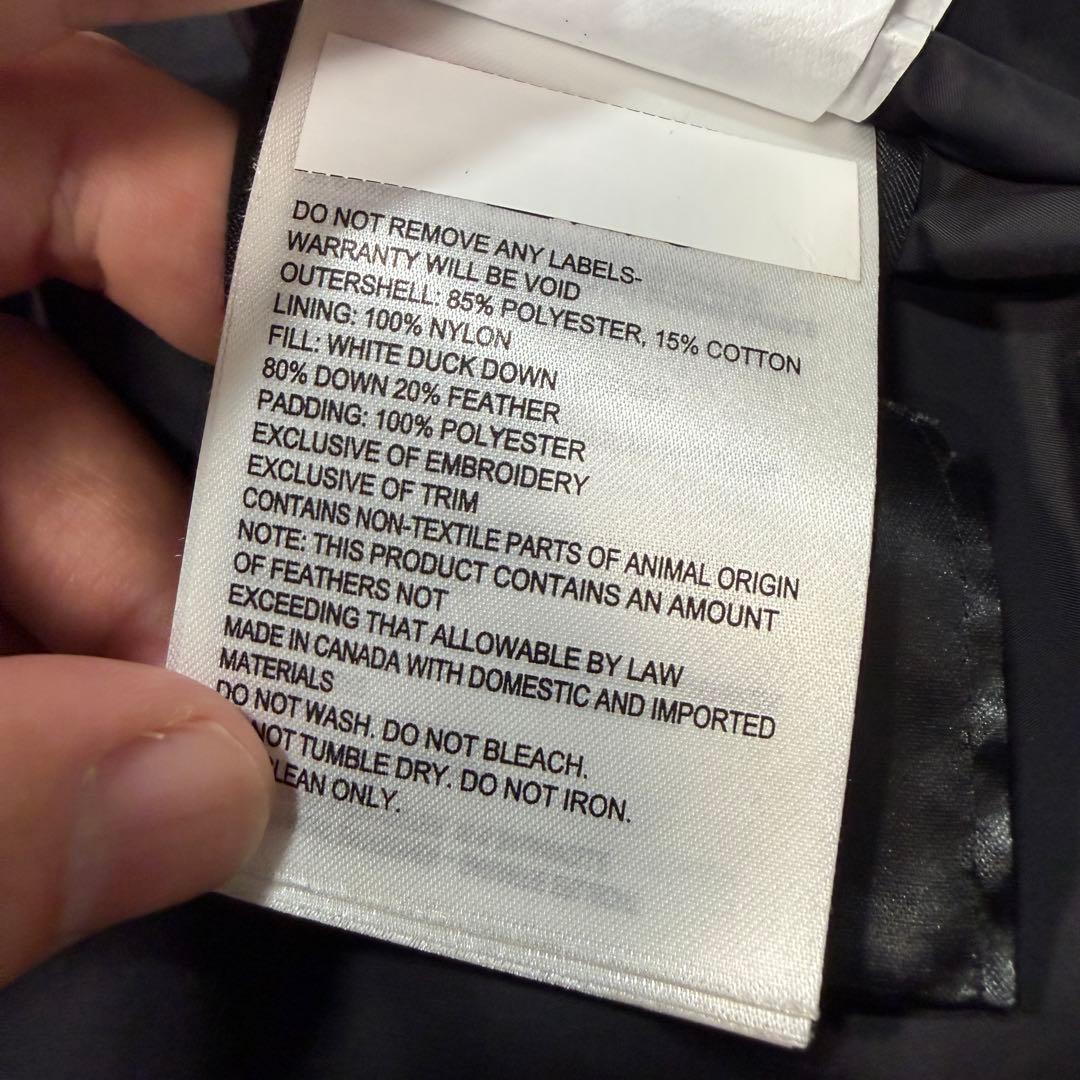 DO NOT REMOVE ANY LABELS-
WARRANTY WILL BE VOID
OUTERSHELL: 85% POLYESTER, 15% COTTON
LINING: 100% NYLON
FILL: WHITE DUCK DOWN
80% DOWN 20% FEATHER
PADDING: 100% POLYESTER
EXCLUSIVE OF EMBROIDERY
EXCLUSIVE OF TRIM
CONTAINS NON-TEXTILE PARTS OF ANIMAL ORIGIN
NOTE: THIS PRODUCT CONTAINS AN AMOUNT
OF FEATHERS NOT
EXCEEDING THAT ALLOWABLE BY LAW
MADE IN CANADA WITH DOMESTIC AND IMPORTED
MATERIALS
DO NOT WASH. DO NOT BLEACH.
NOT TUMBLE DRY. DO NOT IRON.
ONLY.